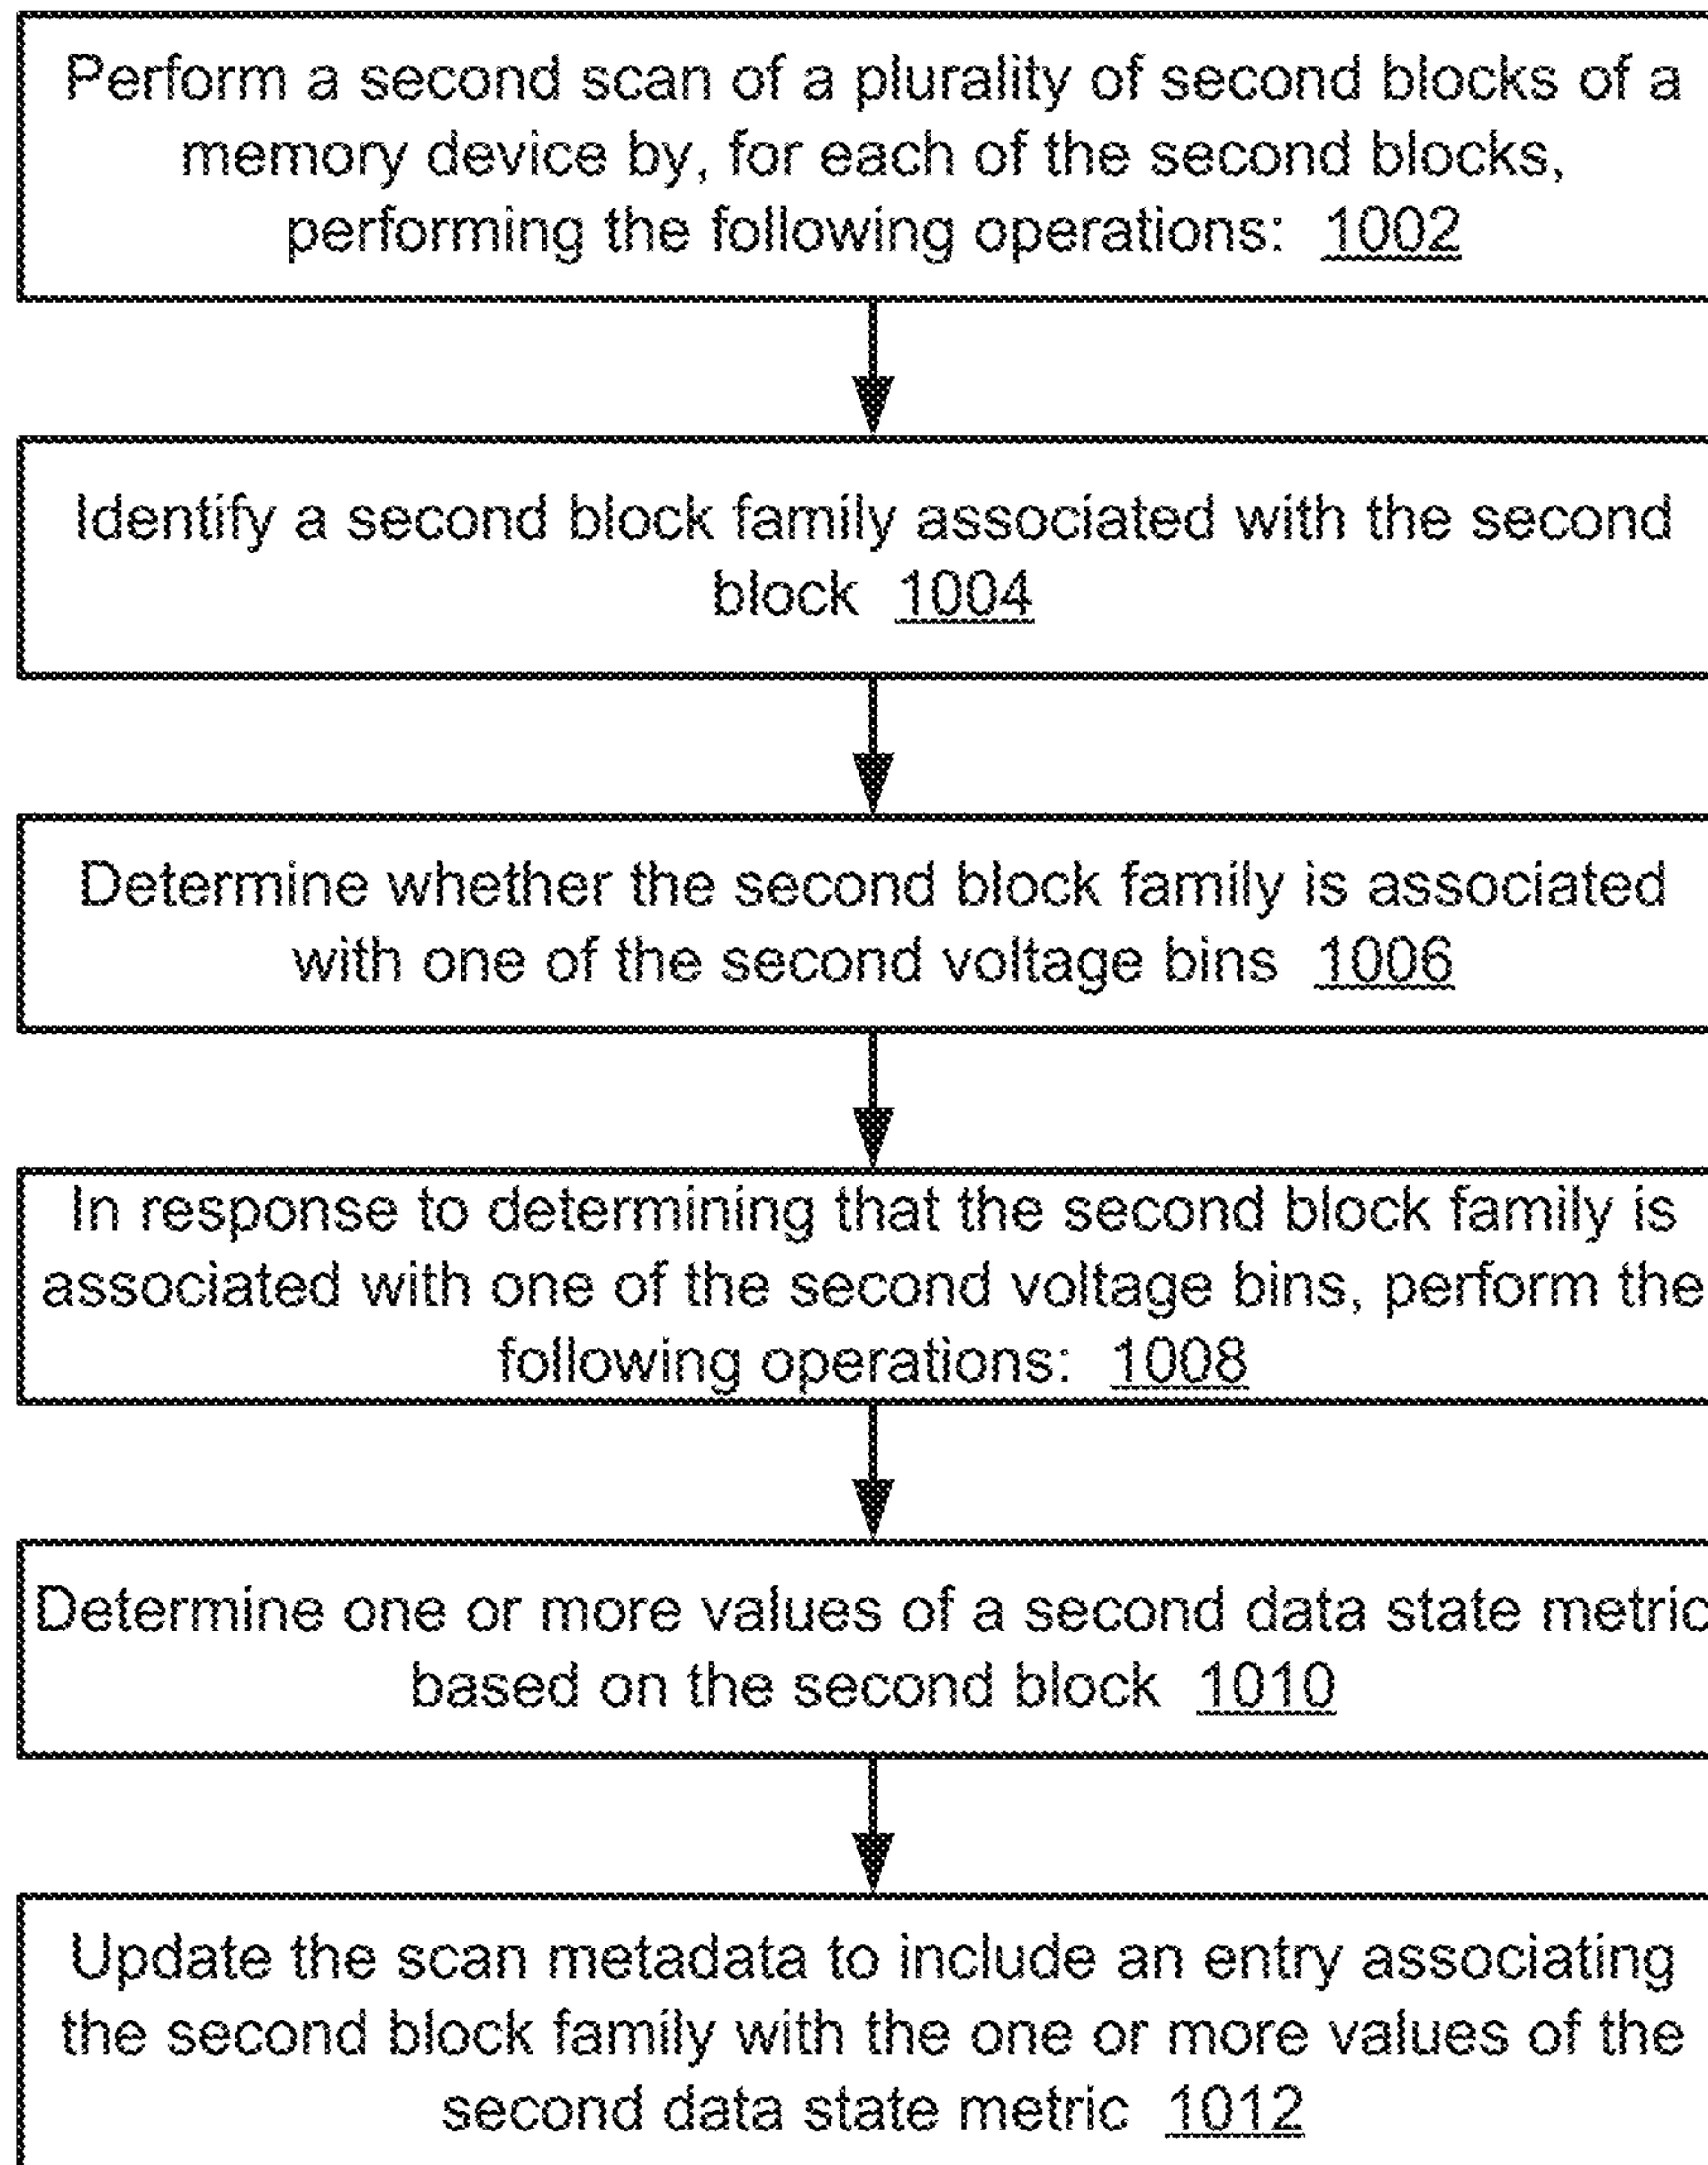 Perform a second scan of a plurality of second blocks of a
memory device by, for each of the second blocks,
performing the following operations: 1002
Identify a second block family associated with the second
block 1004
Determine whether the second block family is associated
with one of the second voltage bins 1006
In response to determining that the second block family is
associated with one of the second voltage bins, perform the
following operations: 1008
Determine one or more values of a second data state metric
based on the second block 1010
Update the scan metadata to include an entry associating
the second block family with the one or more values of the
second data state metric 1012